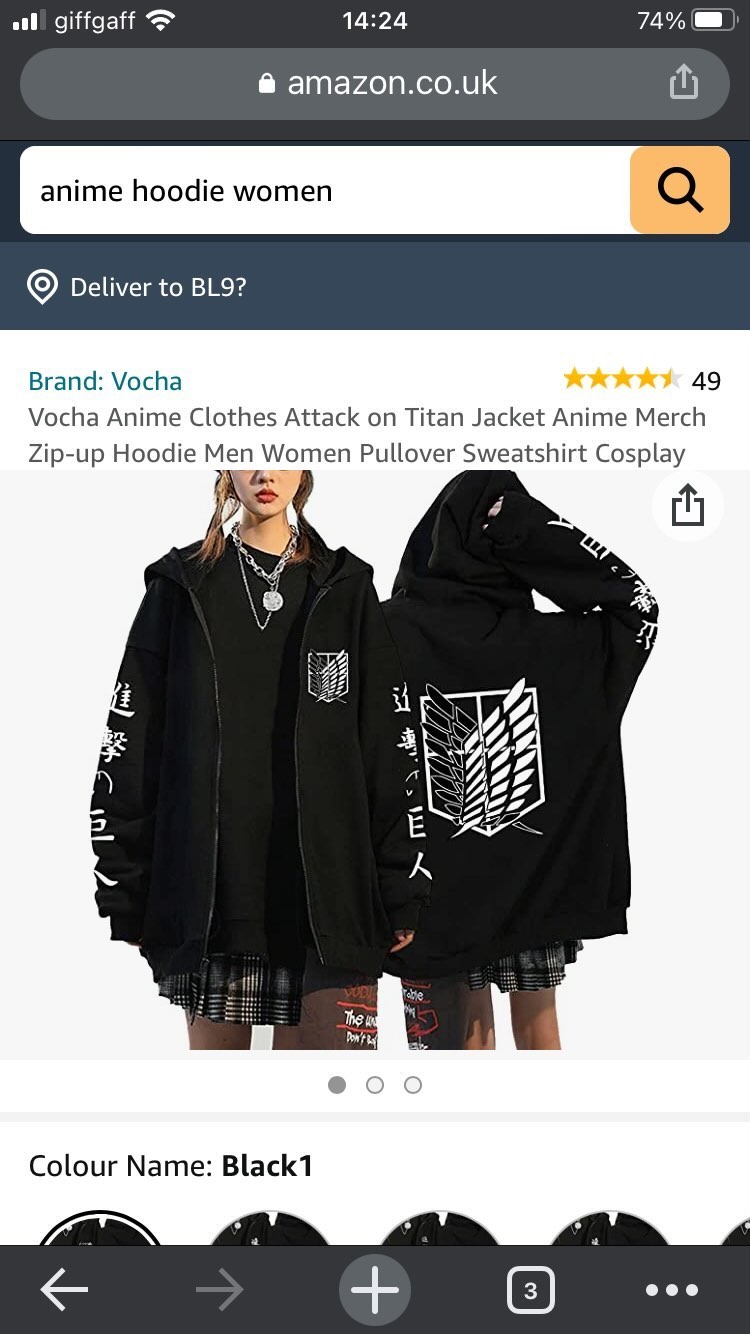 giffgaff
14:24
74%
amazon.co.uk
anime hoodie women
Deliver to BL9?
Brand: Vocha
49
Vocha Anime Clothes Attack on Titan Jacket Anime Merch
Zip-up Hoodie Men Women Pullover Sweatshirt Cosplay
進撃の巨人
進撃の巨人
The
Don't
Colour Name: Black1
3